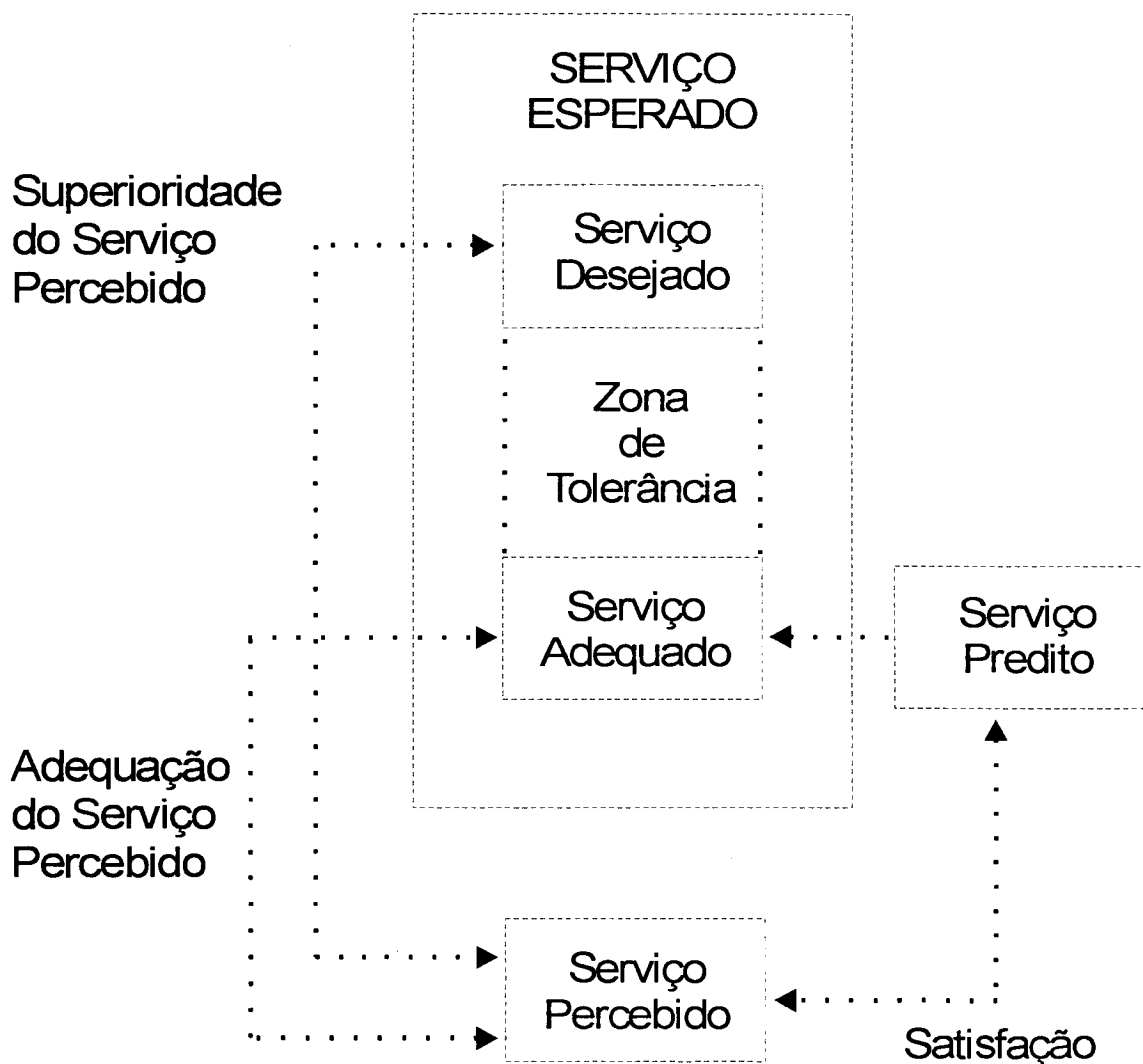 SERVIÇO
ESPERADO
Superioridade
do Serviço
Percebido
Serviço
Desejado
Zona
de
Tolerância
Serviço
Adequado
Serviço
Predito
Adequação
do Serviço
Percebido
Serviço
Percebido
Satisfação